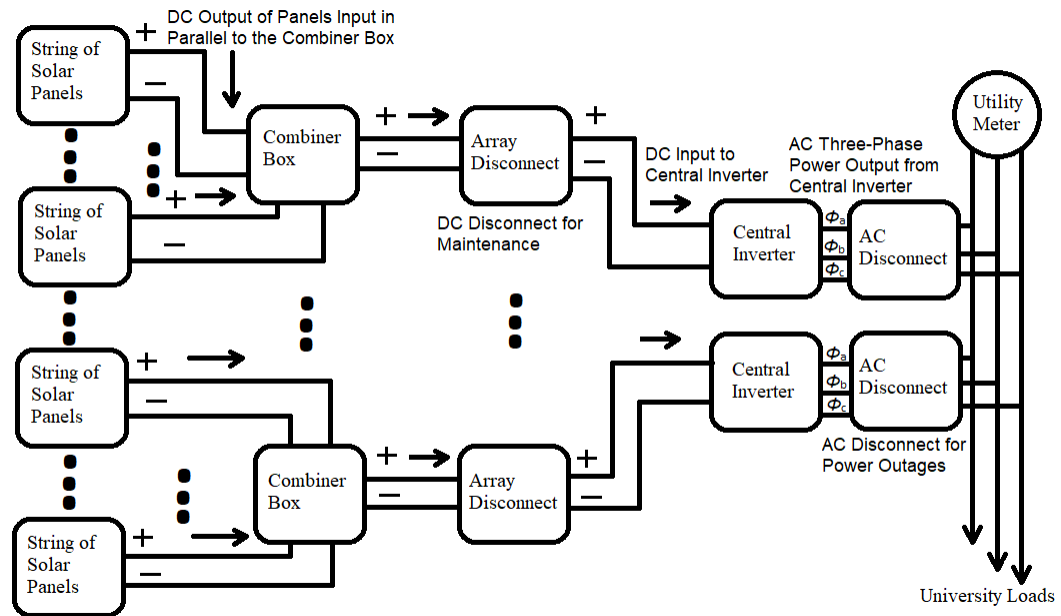 DC Output of Panels Input in
Parallel to the Combiner Box
String of
Solar
Panels
+
−
Combiner
Box
+
−
Array
Disconnect
+
−
DC Disconnect for
Maintenance
DC Input to
Central Inverter
AC Three-Phase
Power Output from
Central Inverter
Utility
Meter
String of
Solar
Panels
+
−
Central
Inverter
Φa
Φb
Φc
AC
Disconnect
String of
Solar
Panels
+
−
Combiner
Box
+
−
Array
Disconnect
+
−
Central
Inverter
Φa
Φb
Φc
AC
Disconnect
AC Disconnect for
Power Outages
String of
Solar
Panels
+
−
University Loads